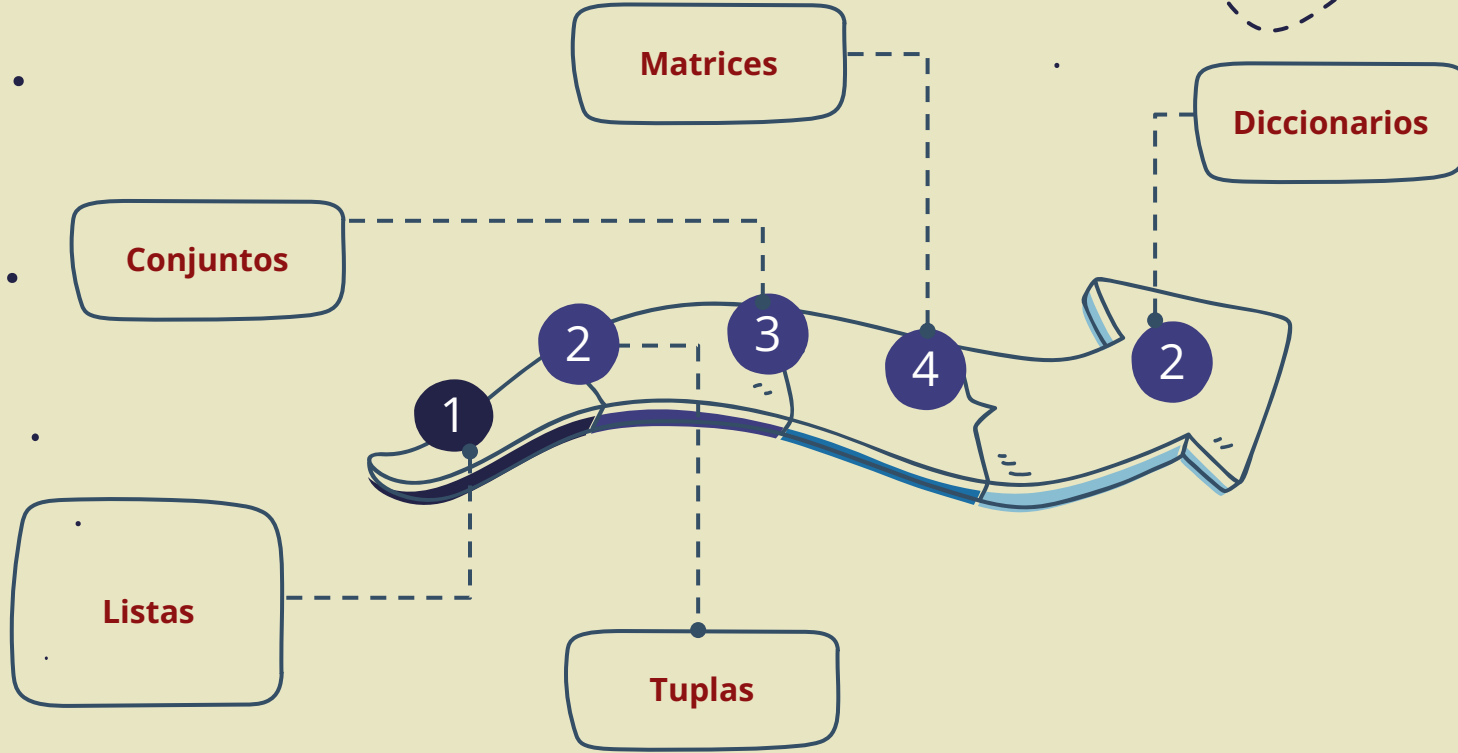 Matrices
Diccionarios
Conjuntos
2
3
4
2
1
Listas
Tuplas